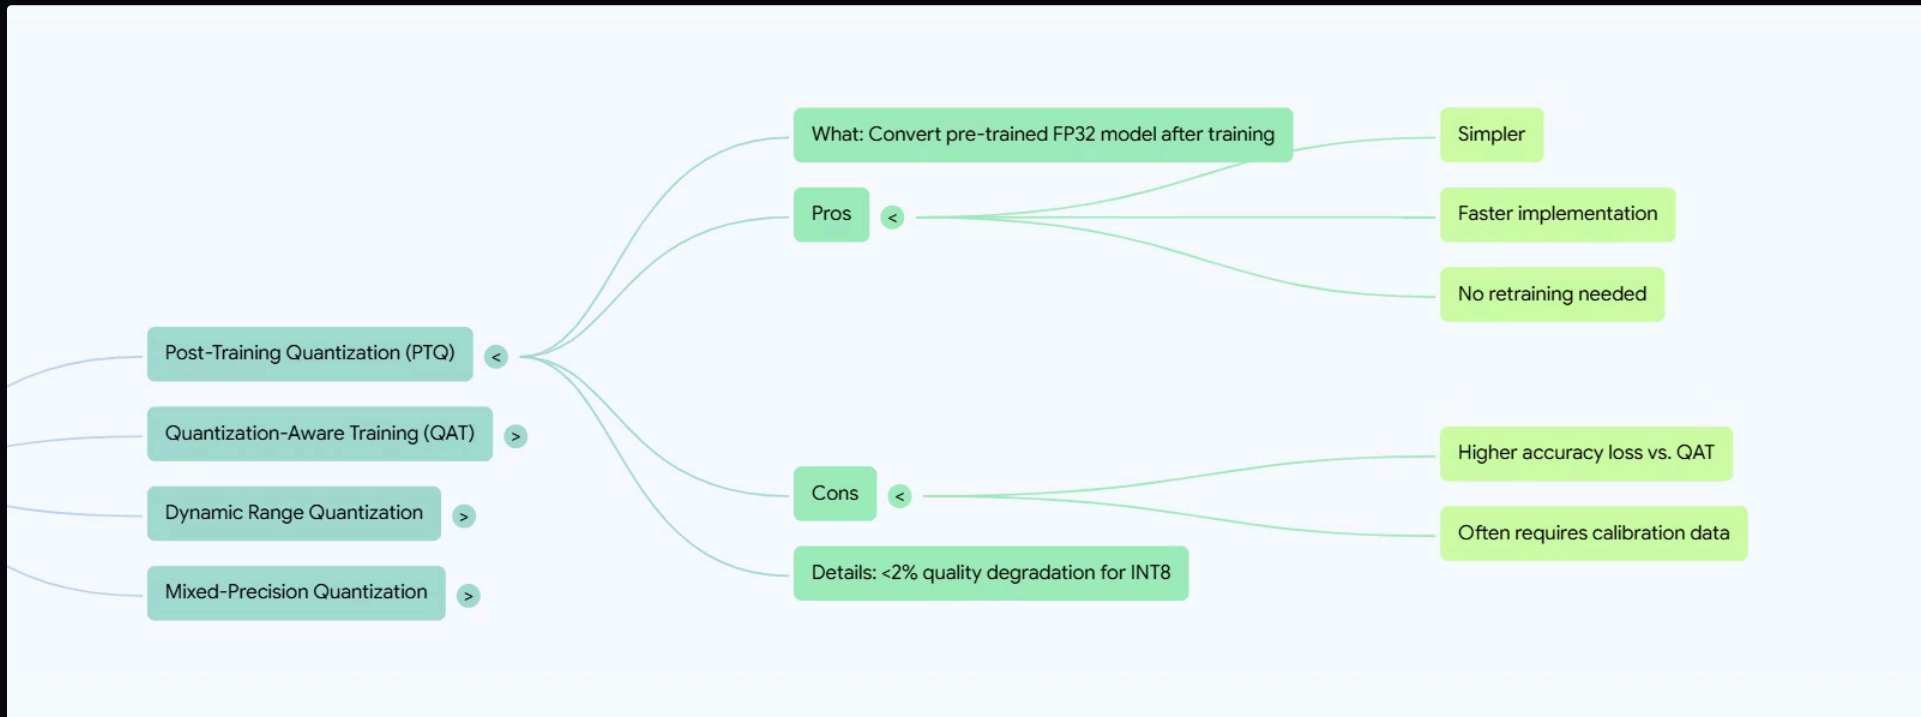 Post-Training Quantization (PTQ)
<
Quantization-Aware Training (QAT)
>
Dynamic Range Quantization
>
Mixed-Precision Quantization
>
What: Convert pre-trained FP32 model after training
Pros
<
Simpler
Faster implementation
No retraining needed
Cons
<
Higher accuracy loss vs. QAT
Often requires calibration data
Details: <2% quality degradation for INT8